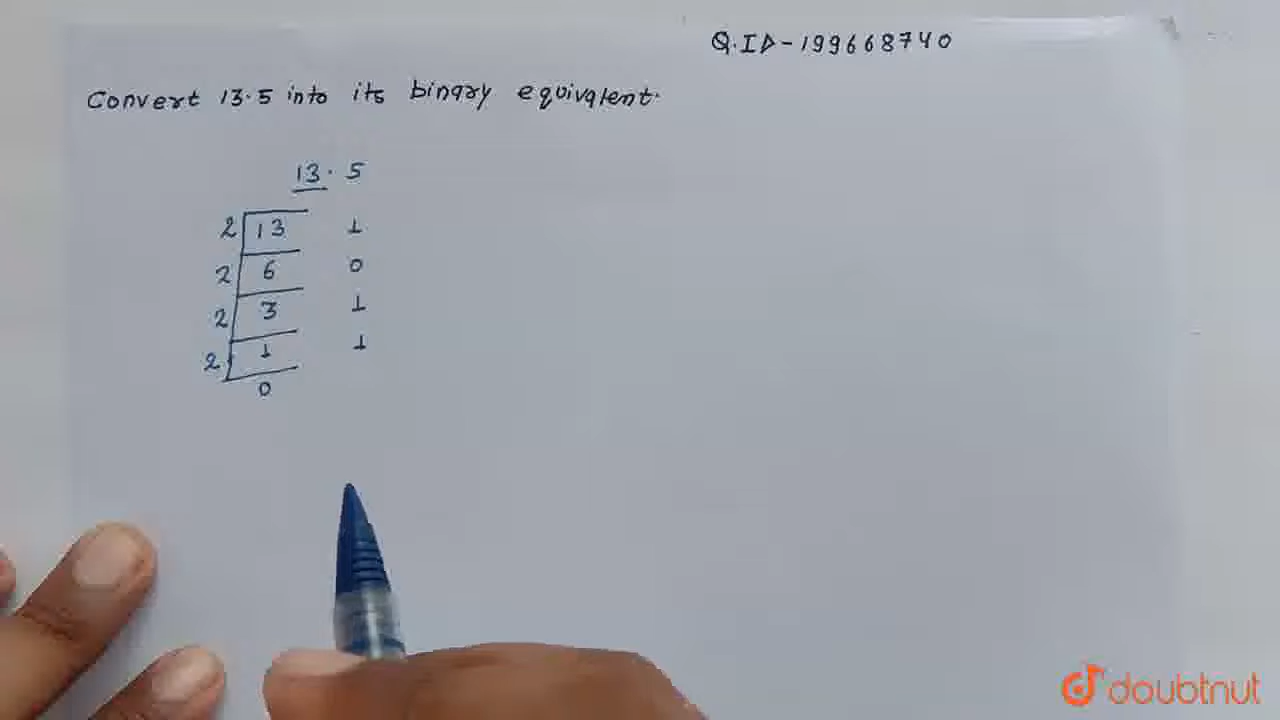 Q.ID-199668740
Convert 13.5 into its binary equivalent.
13.5
2 13 1
2 6 0
2 3 1
2 1 1
0
doubtnut